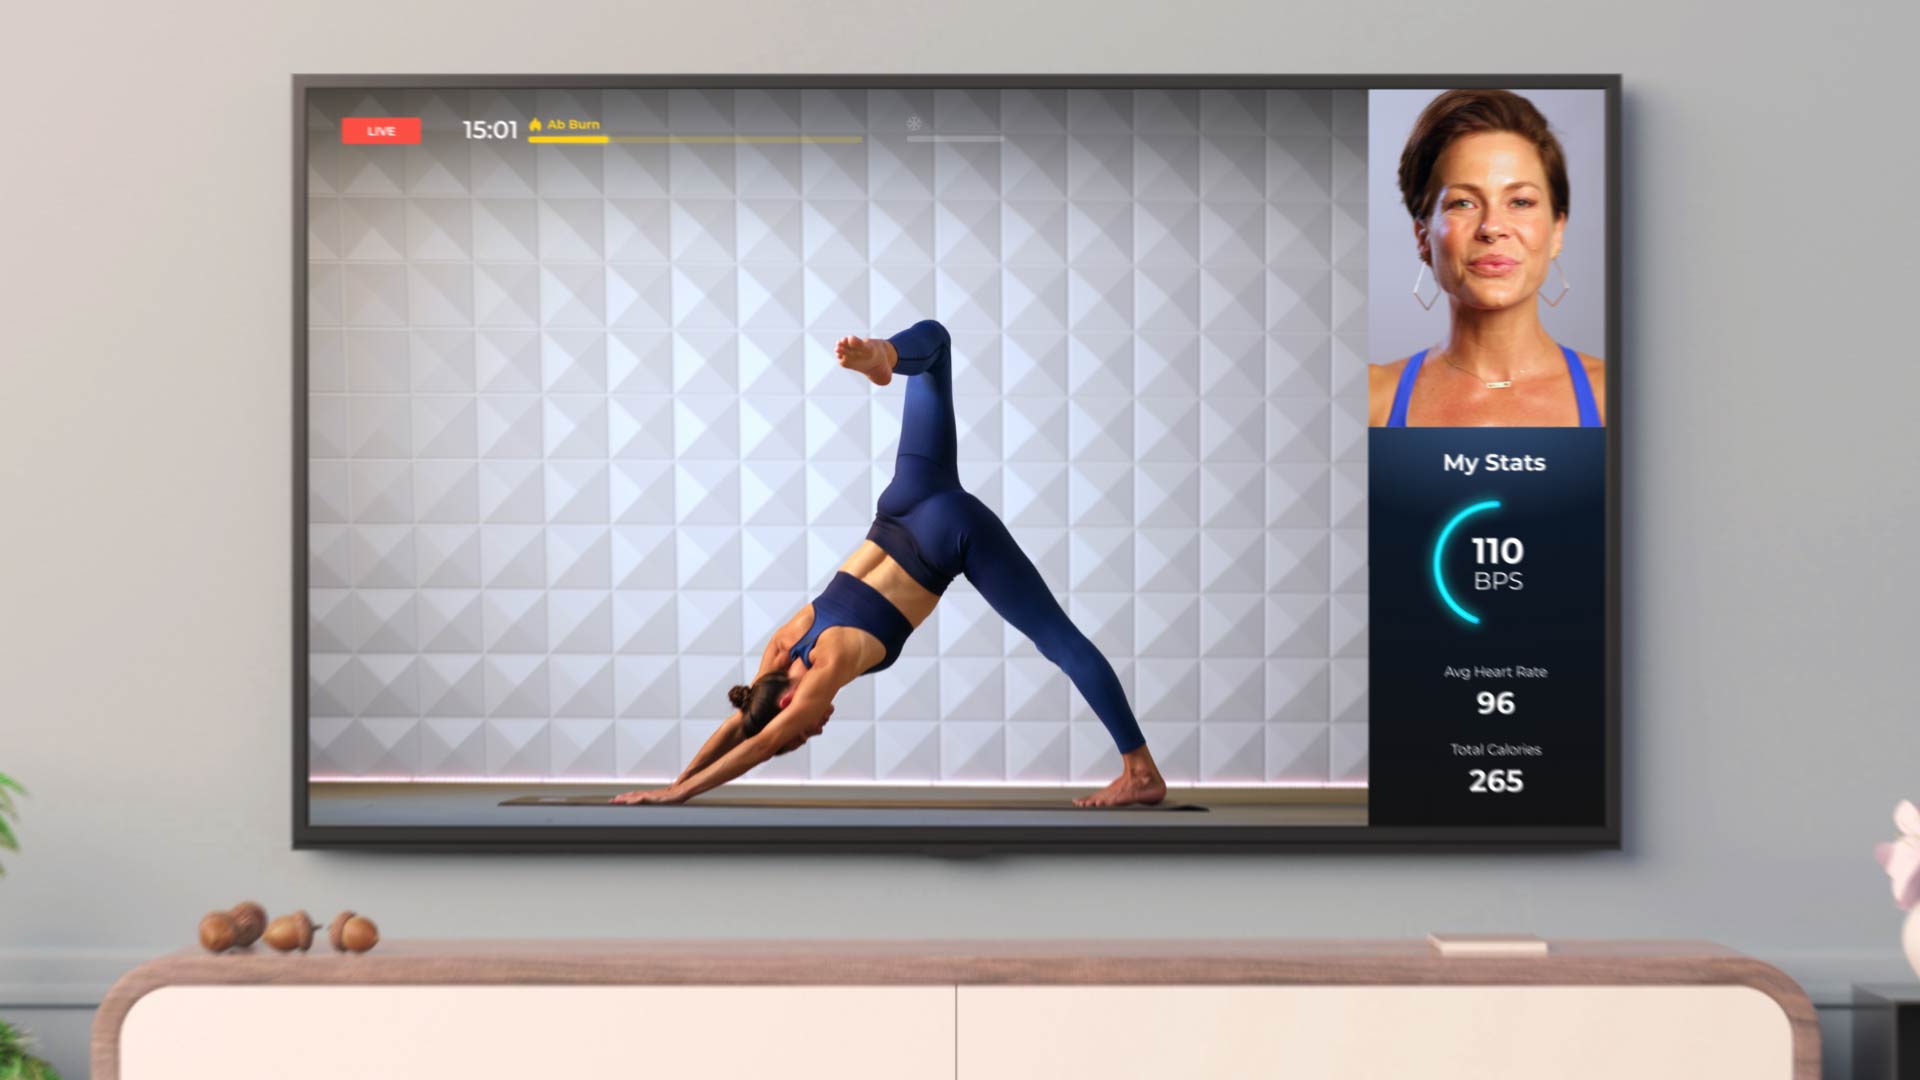 LIVE
15:01
Ab Burn
My Stats
110
BPS
Avg Heart Rate
96
Total Calories
265